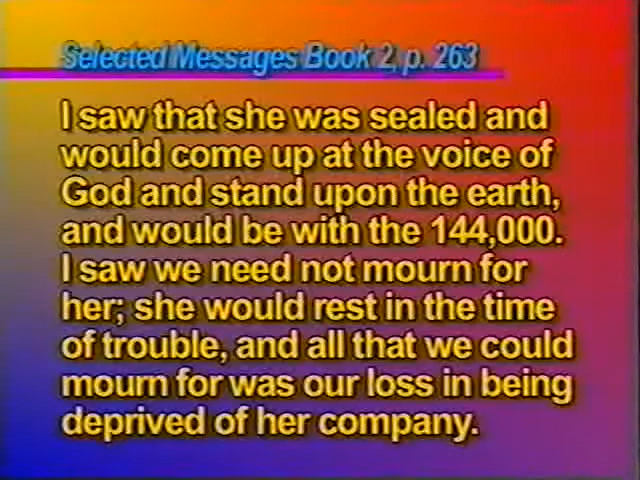 Selected Messages Book 2, p. 263
I saw that she was sealed and
would come up at the voice of
God and stand upon the earth,
and would be with the 144,000.
I saw we need not mourn for
her; she would rest in the time
of trouble, and all that we could
mourn for was our loss in being
deprived of her company.